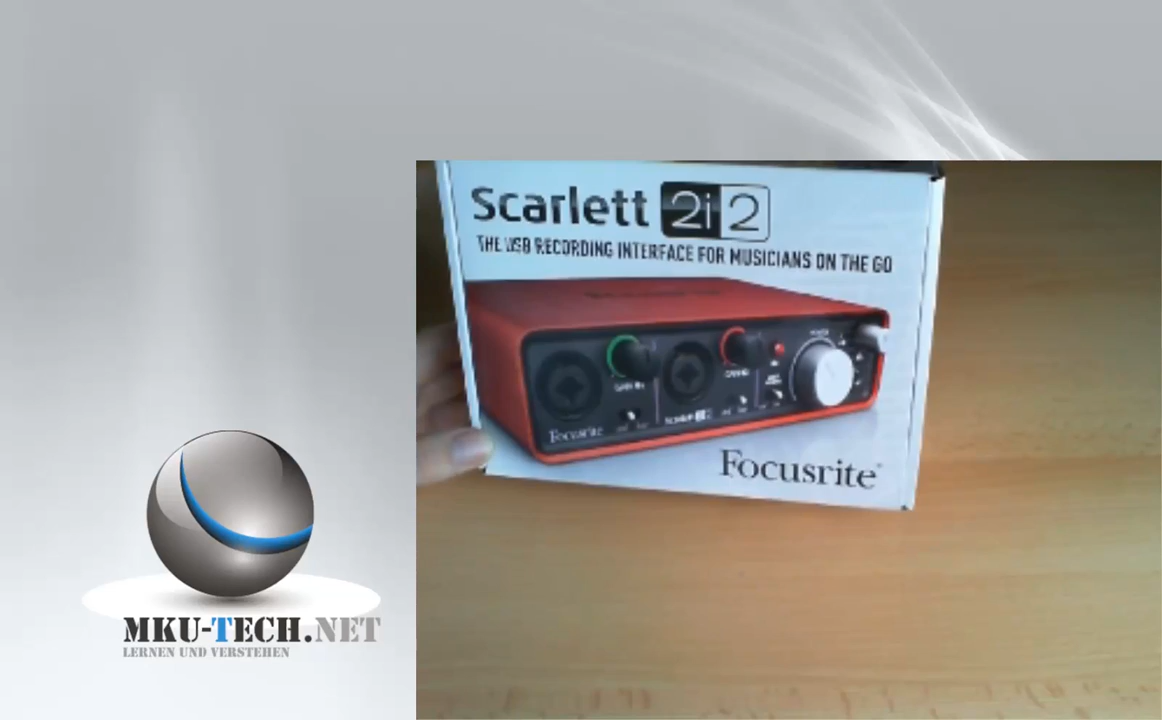 Scarlett 2i2
THE USB RECORDING INTERFACE FOR MUSICIANS ON THE GO
Focusrite
Focusrite
MKU-TECH.NET
LERNEN UND VERSTEHEN